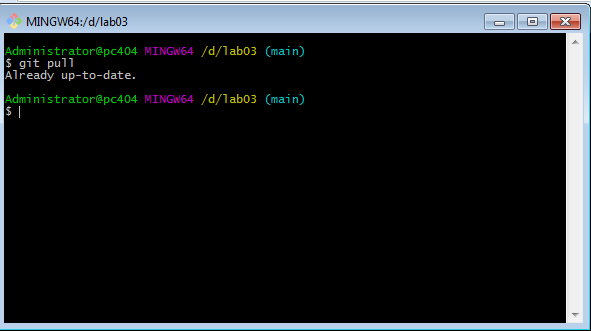 MINGW64:/d/lab03
Administrator@pc404 MINGW64 /d/lab03 (main)
$ git pull
Already up-to-date.
Administrator@pc404 MINGW64 /d/lab03 (main)
$